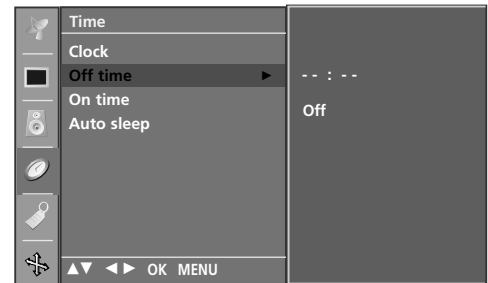 Time
Clock
Off time ►
On time
Auto sleep
▲▼ ◄► OK MENU
- - : - -
Off